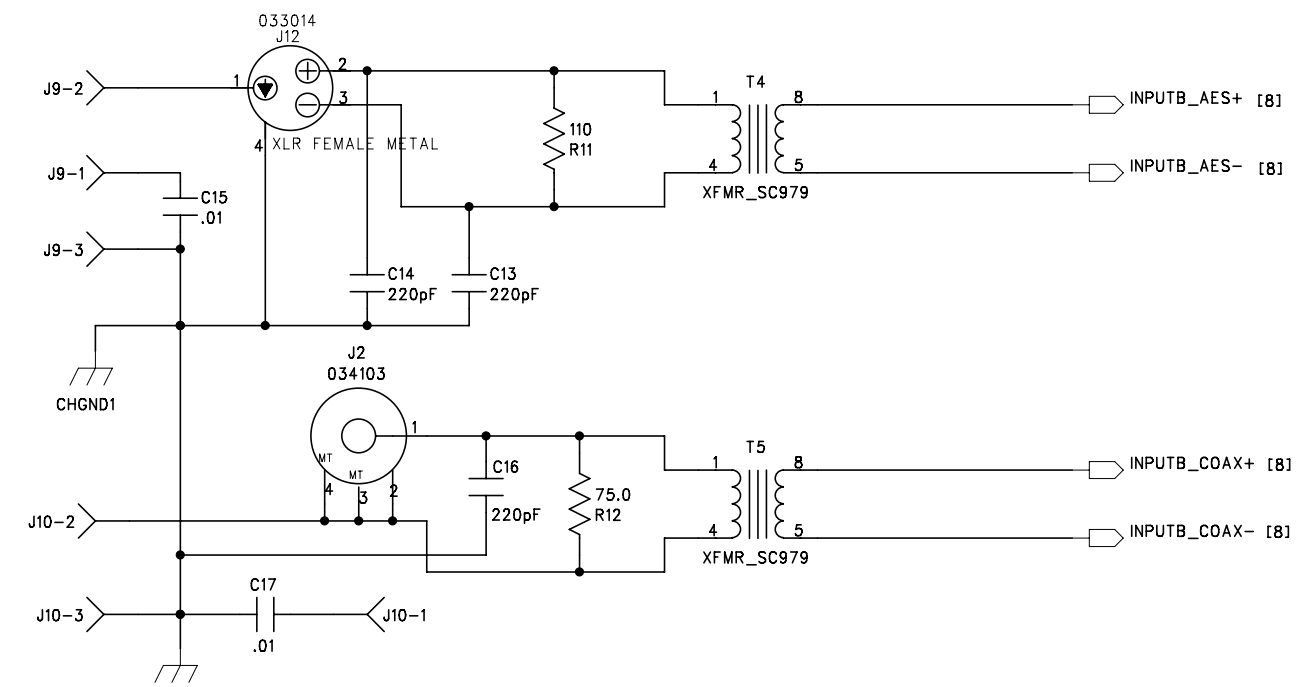 033014
J12
J9-2
1
2
3
4
XLR FEMALE METAL
110
R11
1
4
T4
8
5
XFMR_SC979
INPUTB_AES+ [8]
INPUTB_AES- [8]
J9-1
C15
.01
J9-3
C14
220pF
C13
220pF
CHGND1
J2
034103
1
MT
MT
4
3
2
C16
220pF
75.0
R12
1
4
T5
8
5
XFMR_SC979
INPUTB_COAX+ [8]
INPUTB_COAX- [8]
J10-2
C17
.01
J10-3
J10-1